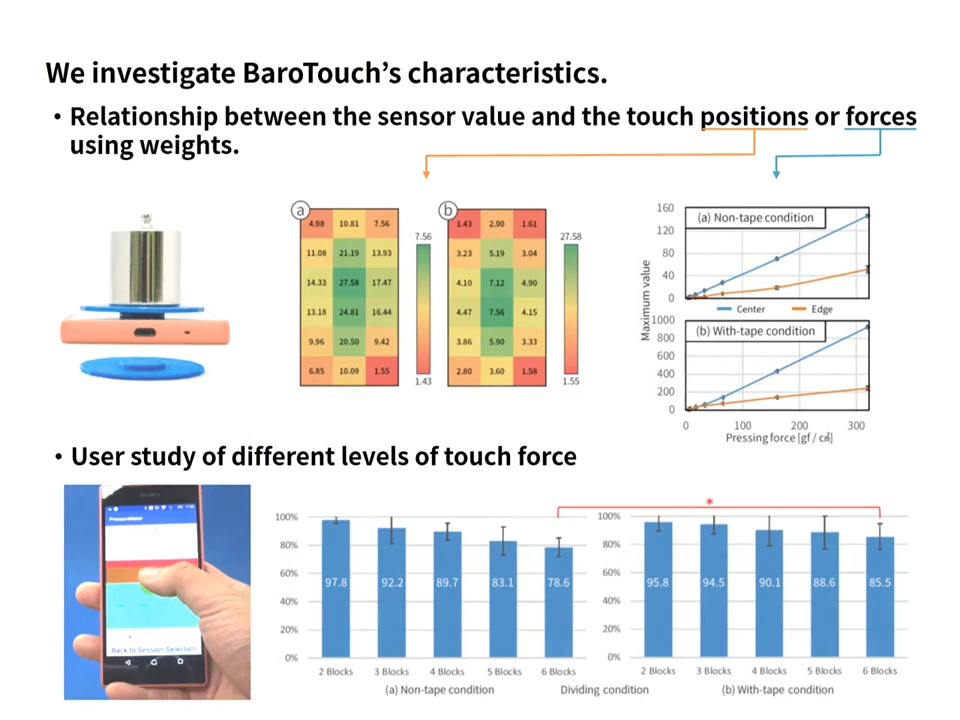 We investigate BaroTouch's characteristics.
• Relationship between the sensor value and the touch positions or forces
using weights.
a
4.98 10.81 7.56
11.08 21.19 13.93
14.33 27.58 17.47
13.18 24.81 16.44
9.96 20.50 9.42
6.85 10.09 1.55
7.56
1.43
b
1.43 2.90 1.61
3.23 5.19 3.04
4.10 7.12 4.90
4.47 7.56 4.15
3.86 5.90 3.33
2.80 3.60 1.58
27.58
1.55
Maximum value
160
120
80
40
0
(a) Non-tape condition
Center Edge
1000
800
600
400
200
0
(b) With-tape condition
0 100 200 300
Pressing force [gf / cm²]
• User study of different levels of touch force
SONY
PressureMeter
Back to Session Selection
100%
80%
60%
40%
20%
0%
97.8 92.2 89.7 83.1 78.6
2 Blocks 3 Blocks 4 Blocks 5 Blocks 6 Blocks
(a) Non-tape condition
Dividing condition
*
100%
80%
60%
40%
20%
0%
95.8 94.5 90.1 88.6 85.5
2 Blocks 3 Blocks 4 Blocks 5 Blocks 6 Blocks
(b) With-tape condition